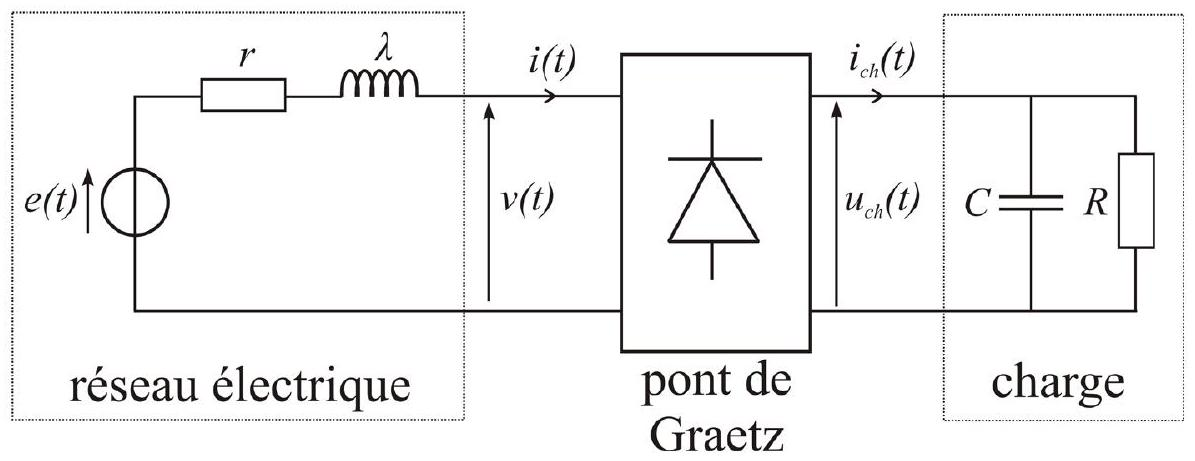 r
λ
i(t)
i_ch(t)
e(t)
v(t)
u_ch(t)
C
R
réseau électrique
pont de
Graetz
charge